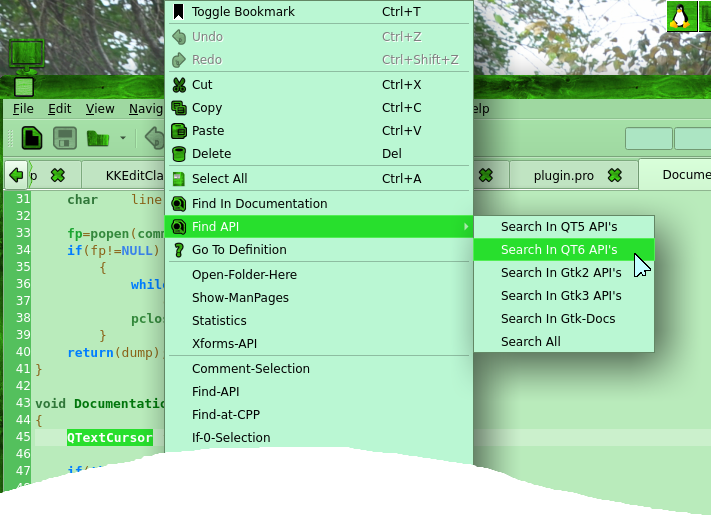 Toggle Bookmark Ctrl+T
Undo Ctrl+Z
Redo Ctrl+Shift+Z
Cut Ctrl+X
Copy Ctrl+C
Paste Ctrl+V
Delete Del
Select All Ctrl+A
Find In Documentation
Find API
Go To Definition
Open-Folder-Here
Show-ManPages
Statistics
Xforms-API
Comment-Selection
Find-API
Find-at-CPP
If-0-Selection
Search In QT5 API's
Search In QT6 API's
Search In Gtk2 API's
Search In Gtk3 API's
Search In Gtk-Docs
Search All
File Edit View Navig elp
o KKEditCla plugin.pro Docume
31 char line
32
33 fp=popen(comm
34 if(fp!=NULL)
35 {
36 while
37
38 pclos
39 }
40 return(dump)
41 }
42
43 void Documentatio
44 {
45 QTextCursor
46
47 if(